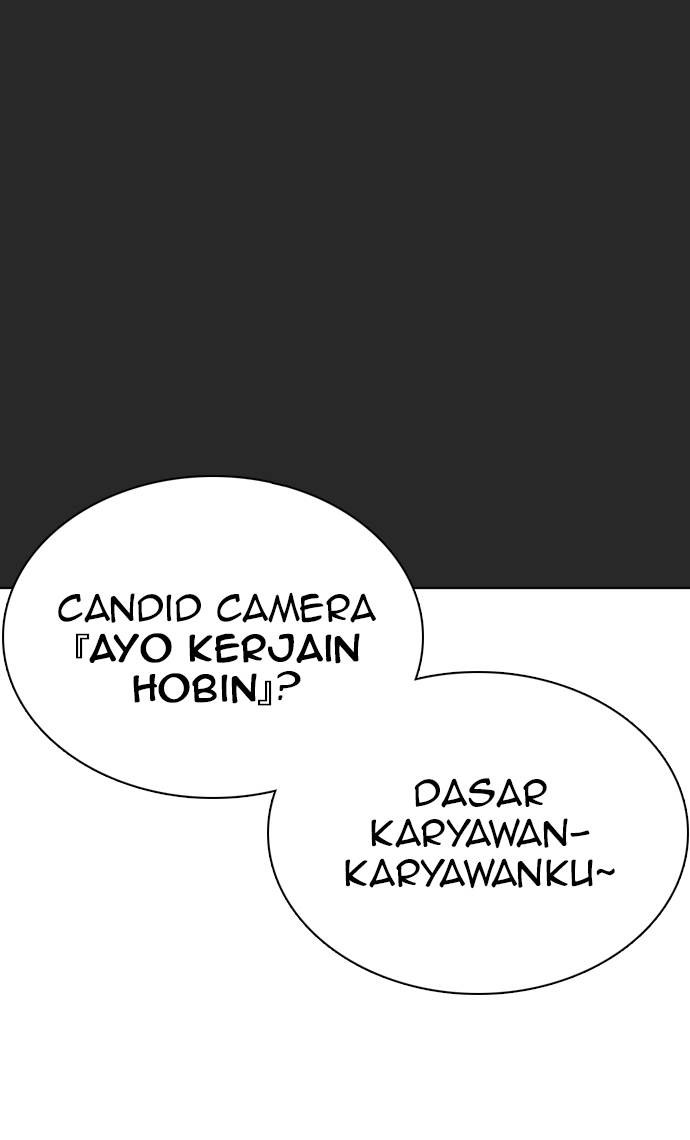 CANDID CAMERA
『AYO KERJAIN
HOBIN』?
DASAR
KARYAWAN-
KARYAWANKU~